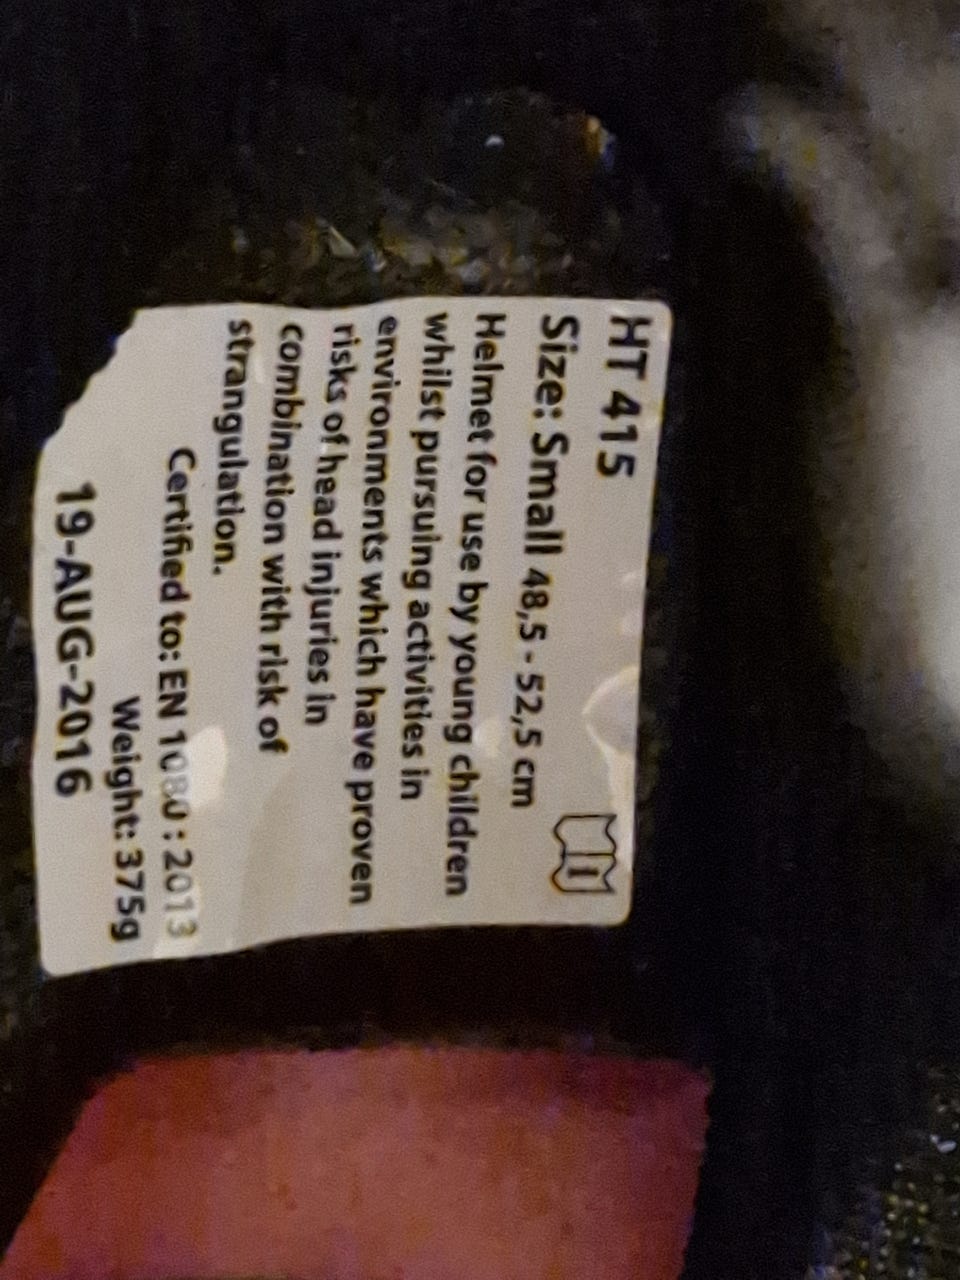 HT 415
Size: Small 48,5 - 52,5 cm
Helmet for use by young children
whilst pursuing activities in
environments which have proven
risks of head injuries in
combination with risk of
strangulation.
Certified to: EN 1080 : 2013
Weight: 375g
19-AUG-2016